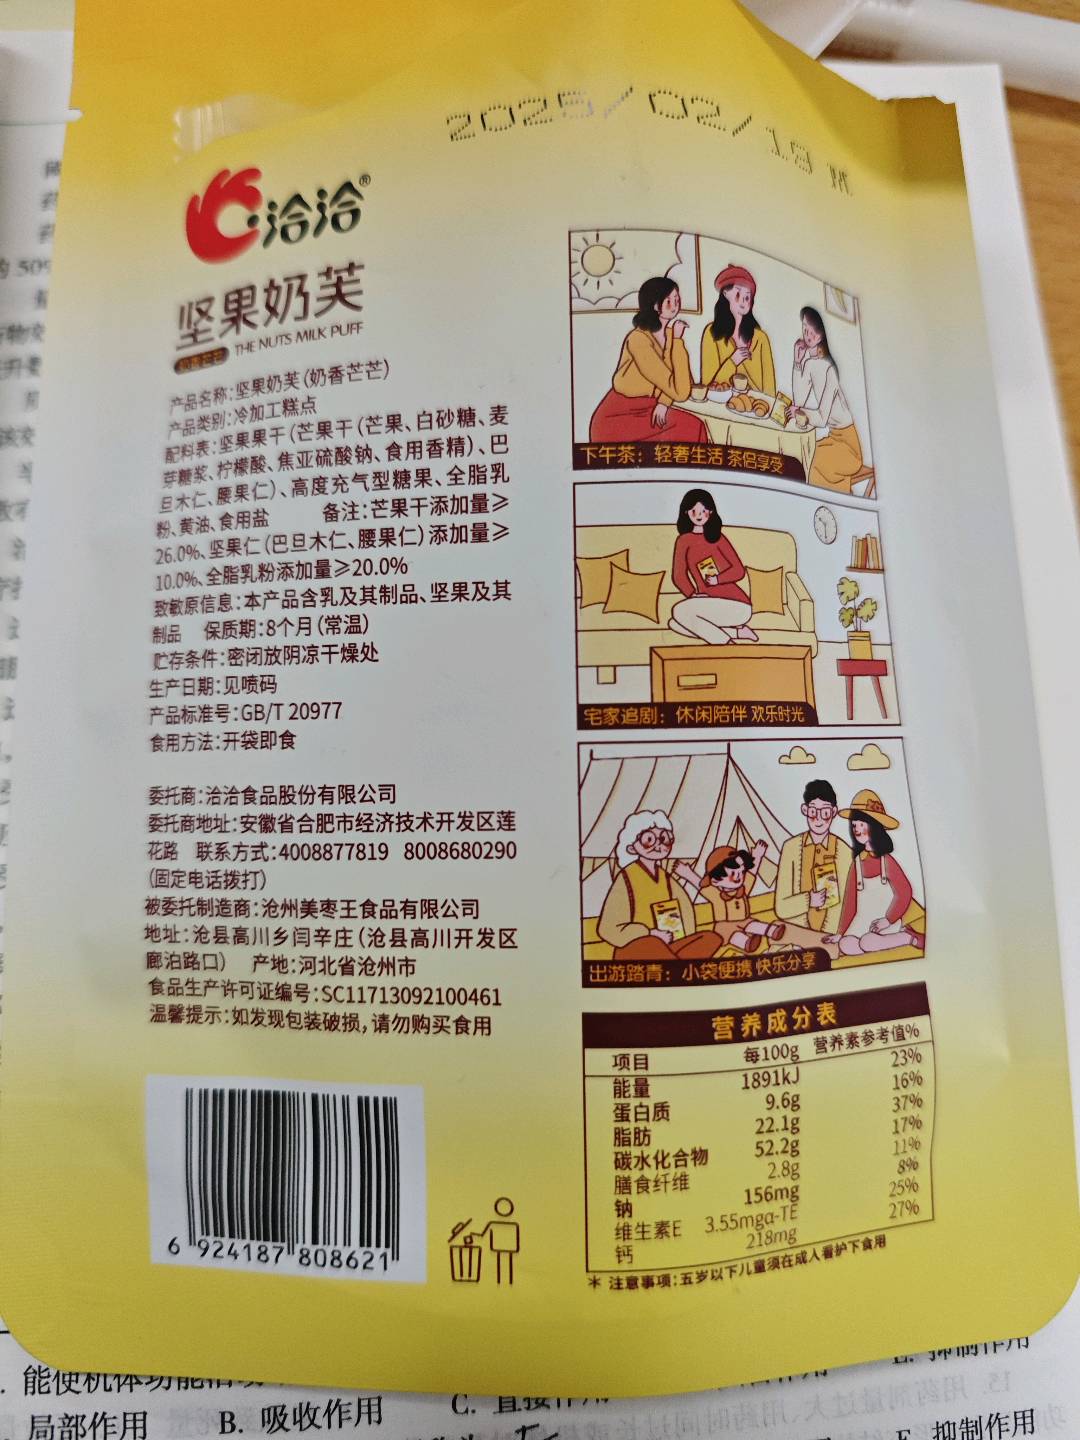 2025/02/18
洽洽®
坚果奶芙
奶香芒芒 THE NUTS MILK PUFF
产品名称:坚果奶芙(奶香芒芒)
产品类别:冷加工糕点
配料表:坚果果干(芒果干(芒果、白砂糖、麦
芽糖浆、柠檬酸、焦亚硫酸钠、食用香精)、巴
旦木仁、腰果仁)、高度充气型糖果、全脂乳
粉、黄油、食用盐 备注:芒果干添加量≥
26.0%、坚果仁(巴旦木仁、腰果仁)添加量≥
10.0%、全脂乳粉添加量≥20.0%
致敏原信息:本产品含乳及其制品、坚果及其
制品 保质期:8个月(常温)
贮存条件:密闭放阴凉干燥处
生产日期:见喷码
产品标准号:GB/T 20977
食用方法:开袋即食
委托商:洽洽食品股份有限公司
委托商地址:安徽省合肥市经济技术开发区莲
花路 联系方式:4008877819 8008680290
(固定电话拨打)
被委托制造商:沧州美枣王食品有限公司
地址:沧县高川乡闫辛庄(沧县高川开发区
廊泊路口) 产地:河北省沧州市
食品生产许可证编号:SC11713092100461
温馨提示:如发现包装破损,请勿购买食用
6 924187 808621
下午茶:轻奢生活 茶侣享受
宅家追剧:休闲陪伴 欢乐时光
出游踏青:小袋便携 快乐分享
营养成分表
项目 每100g 营养素参考值%
能量 1891kJ 23%
蛋白质 9.6g 16%
脂肪 22.1g 37%
碳水化合物 52.2g 17%
膳食纤维 2.8g 11%
钠 156mg 8%
维生素E 3.55mgα-TE 25%
钙 218mg 27%
* 注意事项:五岁以下儿童须在成人看护下食用
能使机体功能
局部作用 B. 吸收作用 C. 直接作用 E. 抑制作用